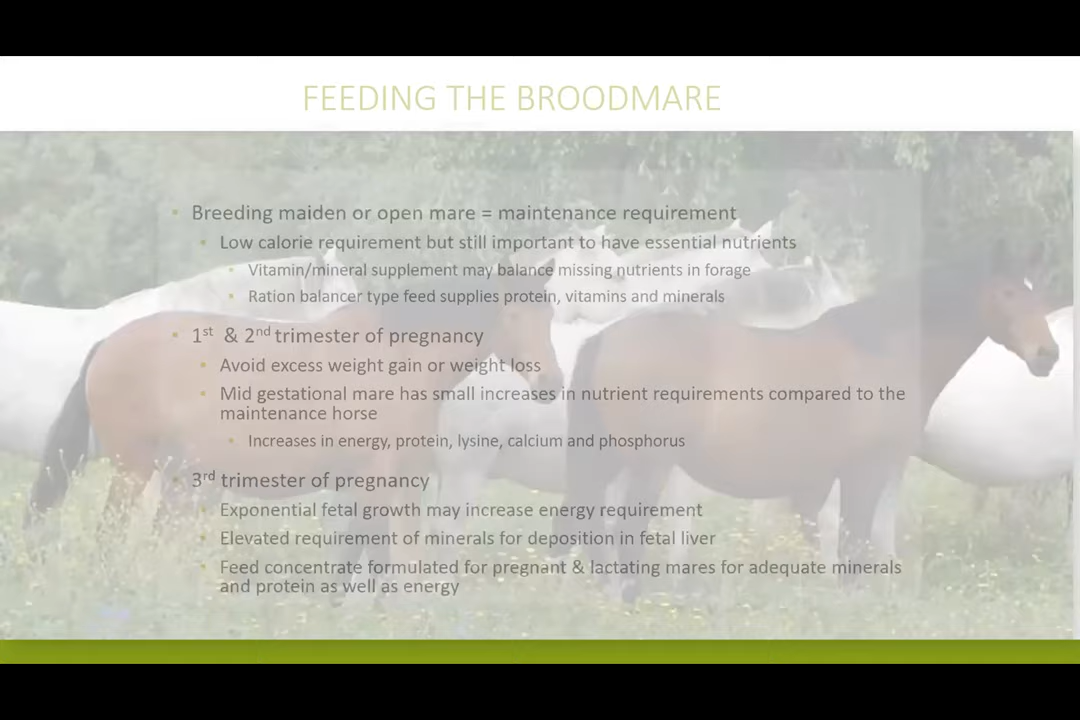 FEEDING THE BROODMARE
Breeding maiden or open mare = maintenance requirement
Low calorie requirement but still important to have essential nutrients
Vitamin/mineral supplement may balance missing nutrients in forage
Ration balancer type feed supplies protein, vitamins and minerals
1st & 2nd trimester of pregnancy
Avoid excess weight gain or weight loss
Mid gestational mare has small increases in nutrient requirements compared to the
maintenance horse
Increases in energy, protein, lysine, calcium and phosphorus
3rd trimester of pregnancy
Exponential fetal growth may increase energy requirement
Elevated requirement of minerals for deposition in fetal liver
Feed concentrate formulated for pregnant & lactating mares for adequate minerals
and protein as well as energy